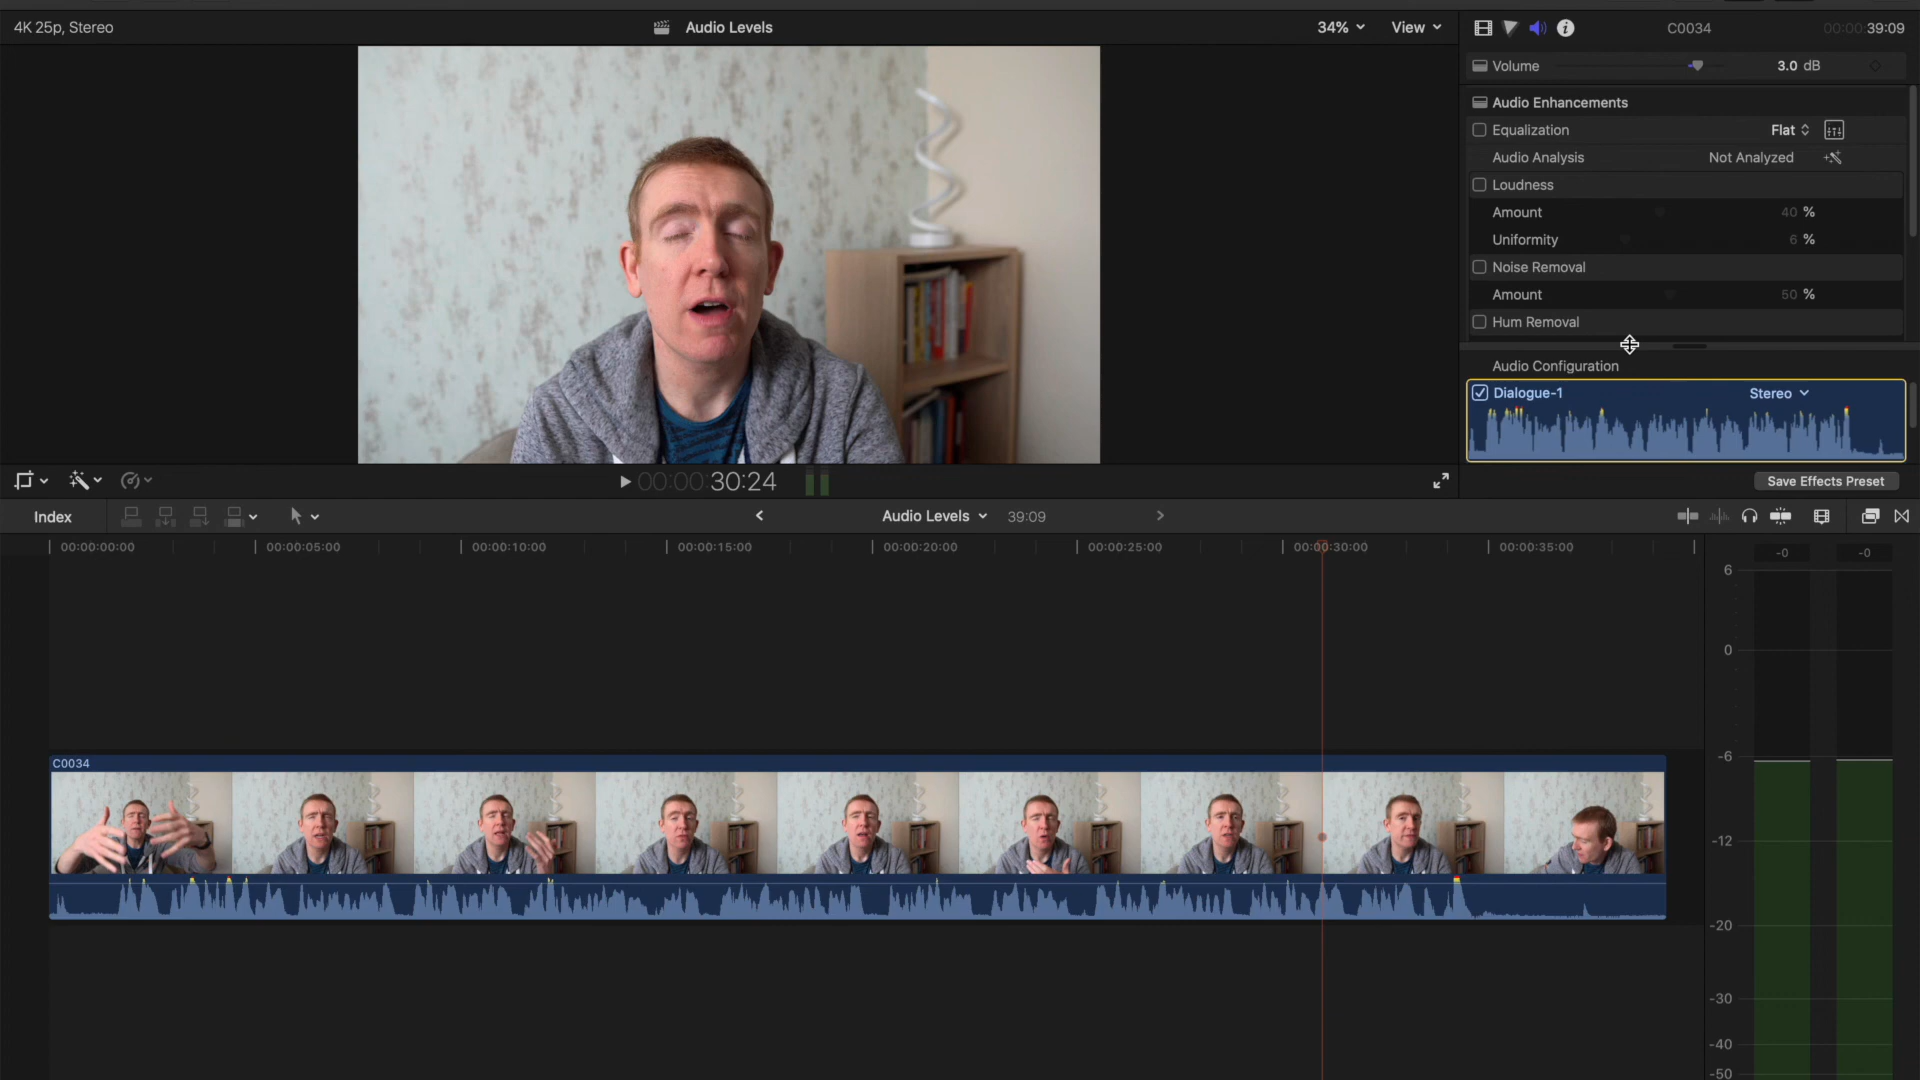 4K 25p, Stereo
Audio Levels
34%
View
C0034
00:00:39:09
Volume
3.0 dB
Audio Enhancements
Equalization
Flat
Audio Analysis
Not Analyzed
Loudness
Amount
40 %
Uniformity
6 %
Noise Removal
Amount
50 %
Hum Removal
Audio Configuration
Dialogue-1
Stereo
00:00:30:24
Save Effects Preset
Index
Audio Levels
39:09
00:00:00:00
00:00:05:00
00:00:10:00
00:00:15:00
00:00:20:00
00:00:25:00
00:00:30:00
00:00:35:00
-0
-0
6
0
-6
-12
-20
-30
-40
-50
C0034